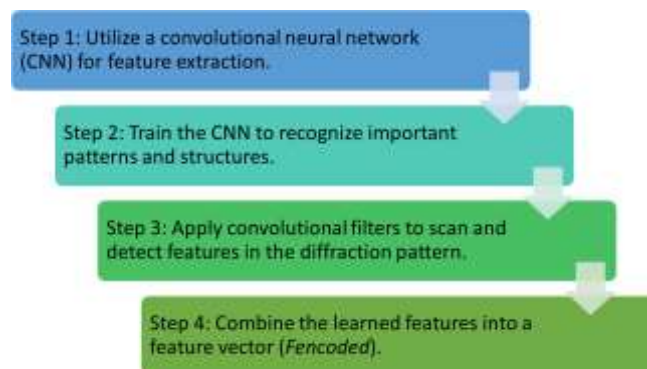 Step 1: Utilize a convolutional neural network
(CNN) for feature extraction.
Step 2: Train the CNN to recognize important
patterns and structures.
Step 3: Apply convolutional filters to scan and
detect features in the diffraction pattern.
Step 4: Combine the learned features into a
feature vector (Fencoded).